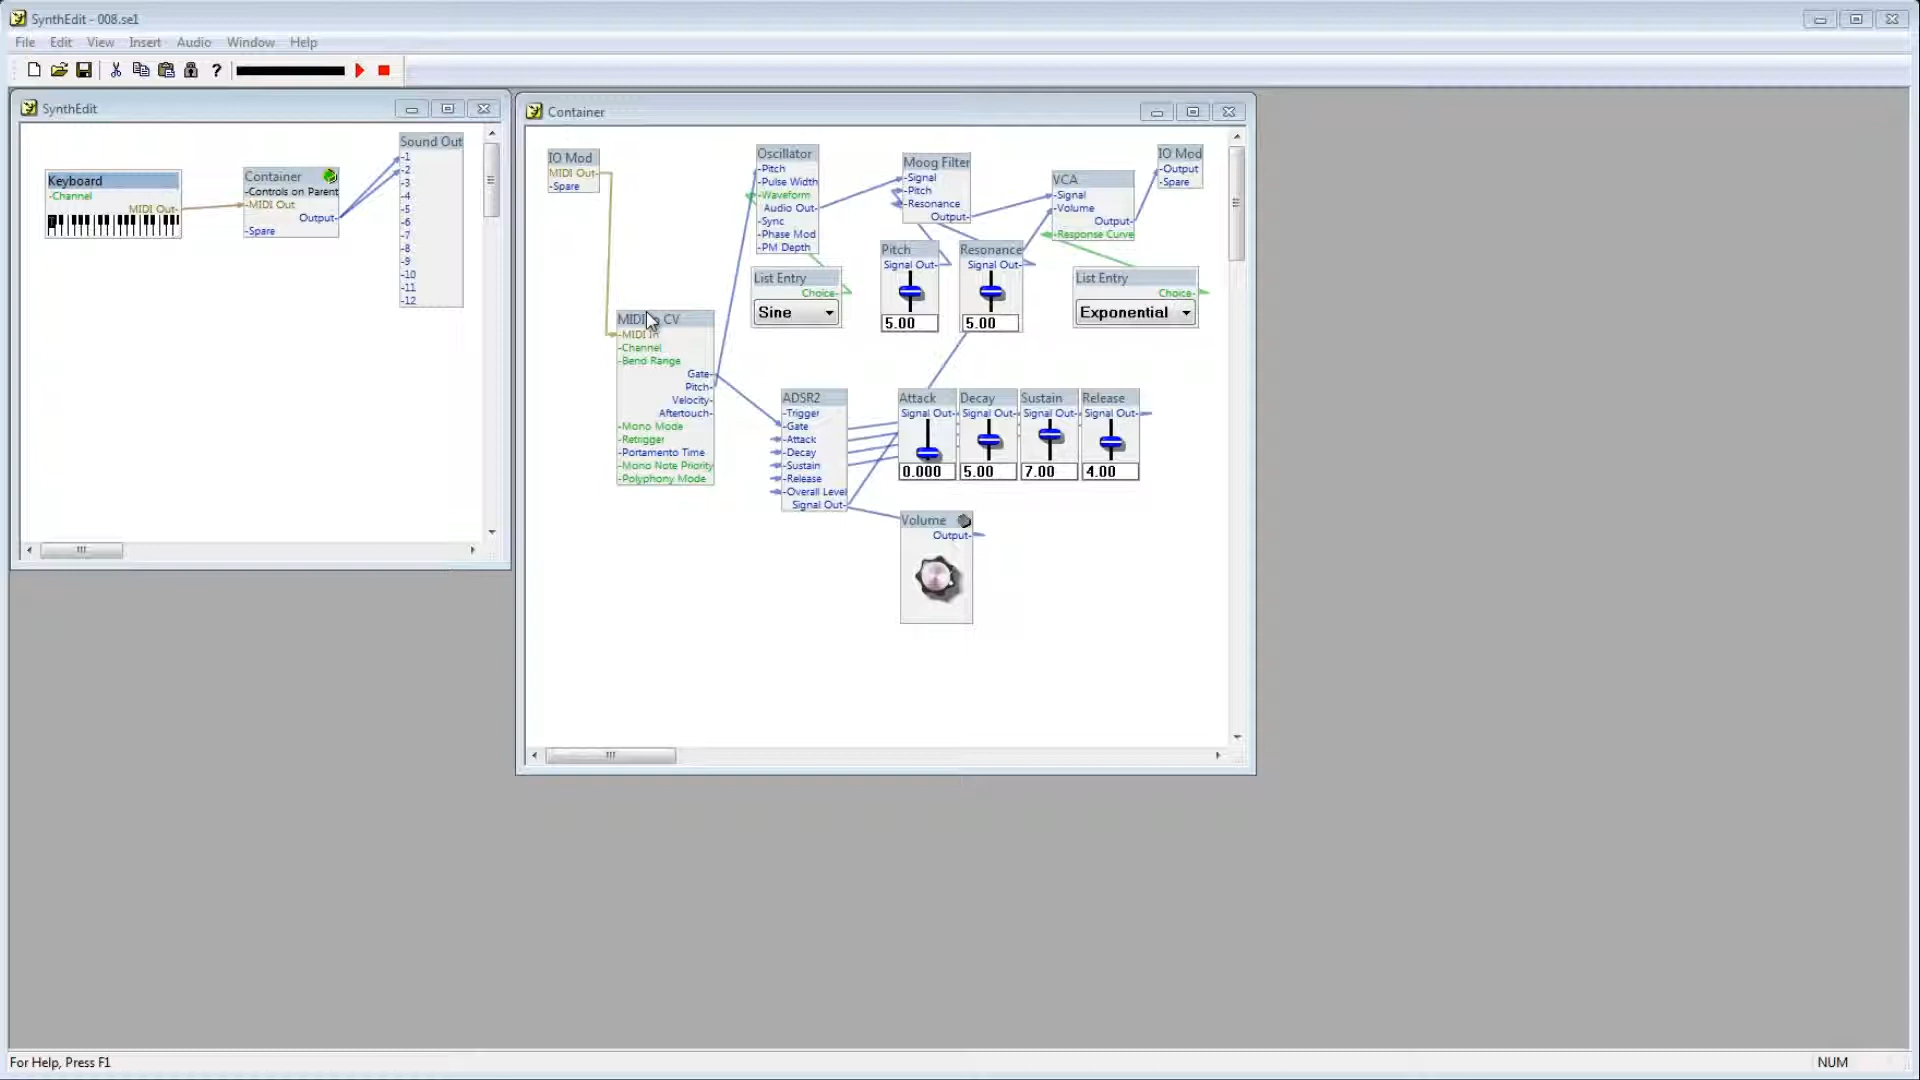 SynthEdit - 008.se1
File Edit View Insert Audio Window Help
SynthEdit
Keyboard
-Channel
MIDI Out-
Container
-Controls on Parent
-MIDI Out
Output-
-Spare
Sound Out
-1
-2
-3
-4
-5
-6
-7
-8
-9
-10
-11
-12
Container
IO Mod
MIDI Out-
-Spare
Oscillator
-Pitch
-Pulse Width
-Waveform
Audio Out-
-Sync
-Phase Mod
-PM Depth
Moog Filter
-Signal
-Pitch
-Resonance
Output-
VCA
-Signal
-Volume
Output-
-Response Curve
IO Mod
-Output
-Spare
List Entry
Choice-
Sine
Pitch
Signal Out-
5.00
Resonance
Signal Out-
5.00
List Entry
Choice-
Exponential
MIDI CV
-MIDI In
-Channel
-Bend Range
Gate-
Pitch-
Velocity-
Aftertouch-
-Mono Mode
-Retrigger
-Portamento Time
-Mono Note Priority
-Polyphony Mode
ADSR2
-Trigger
-Gate
-Attack
-Decay
-Sustain
-Release
-Overall Level
Signal Out-
Attack
Signal Out-
0.000
Decay
Signal Out-
5.00
Sustain
Signal Out-
7.00
Release
Signal Out-
4.00
Volume
Output-
For Help, Press F1
NUM